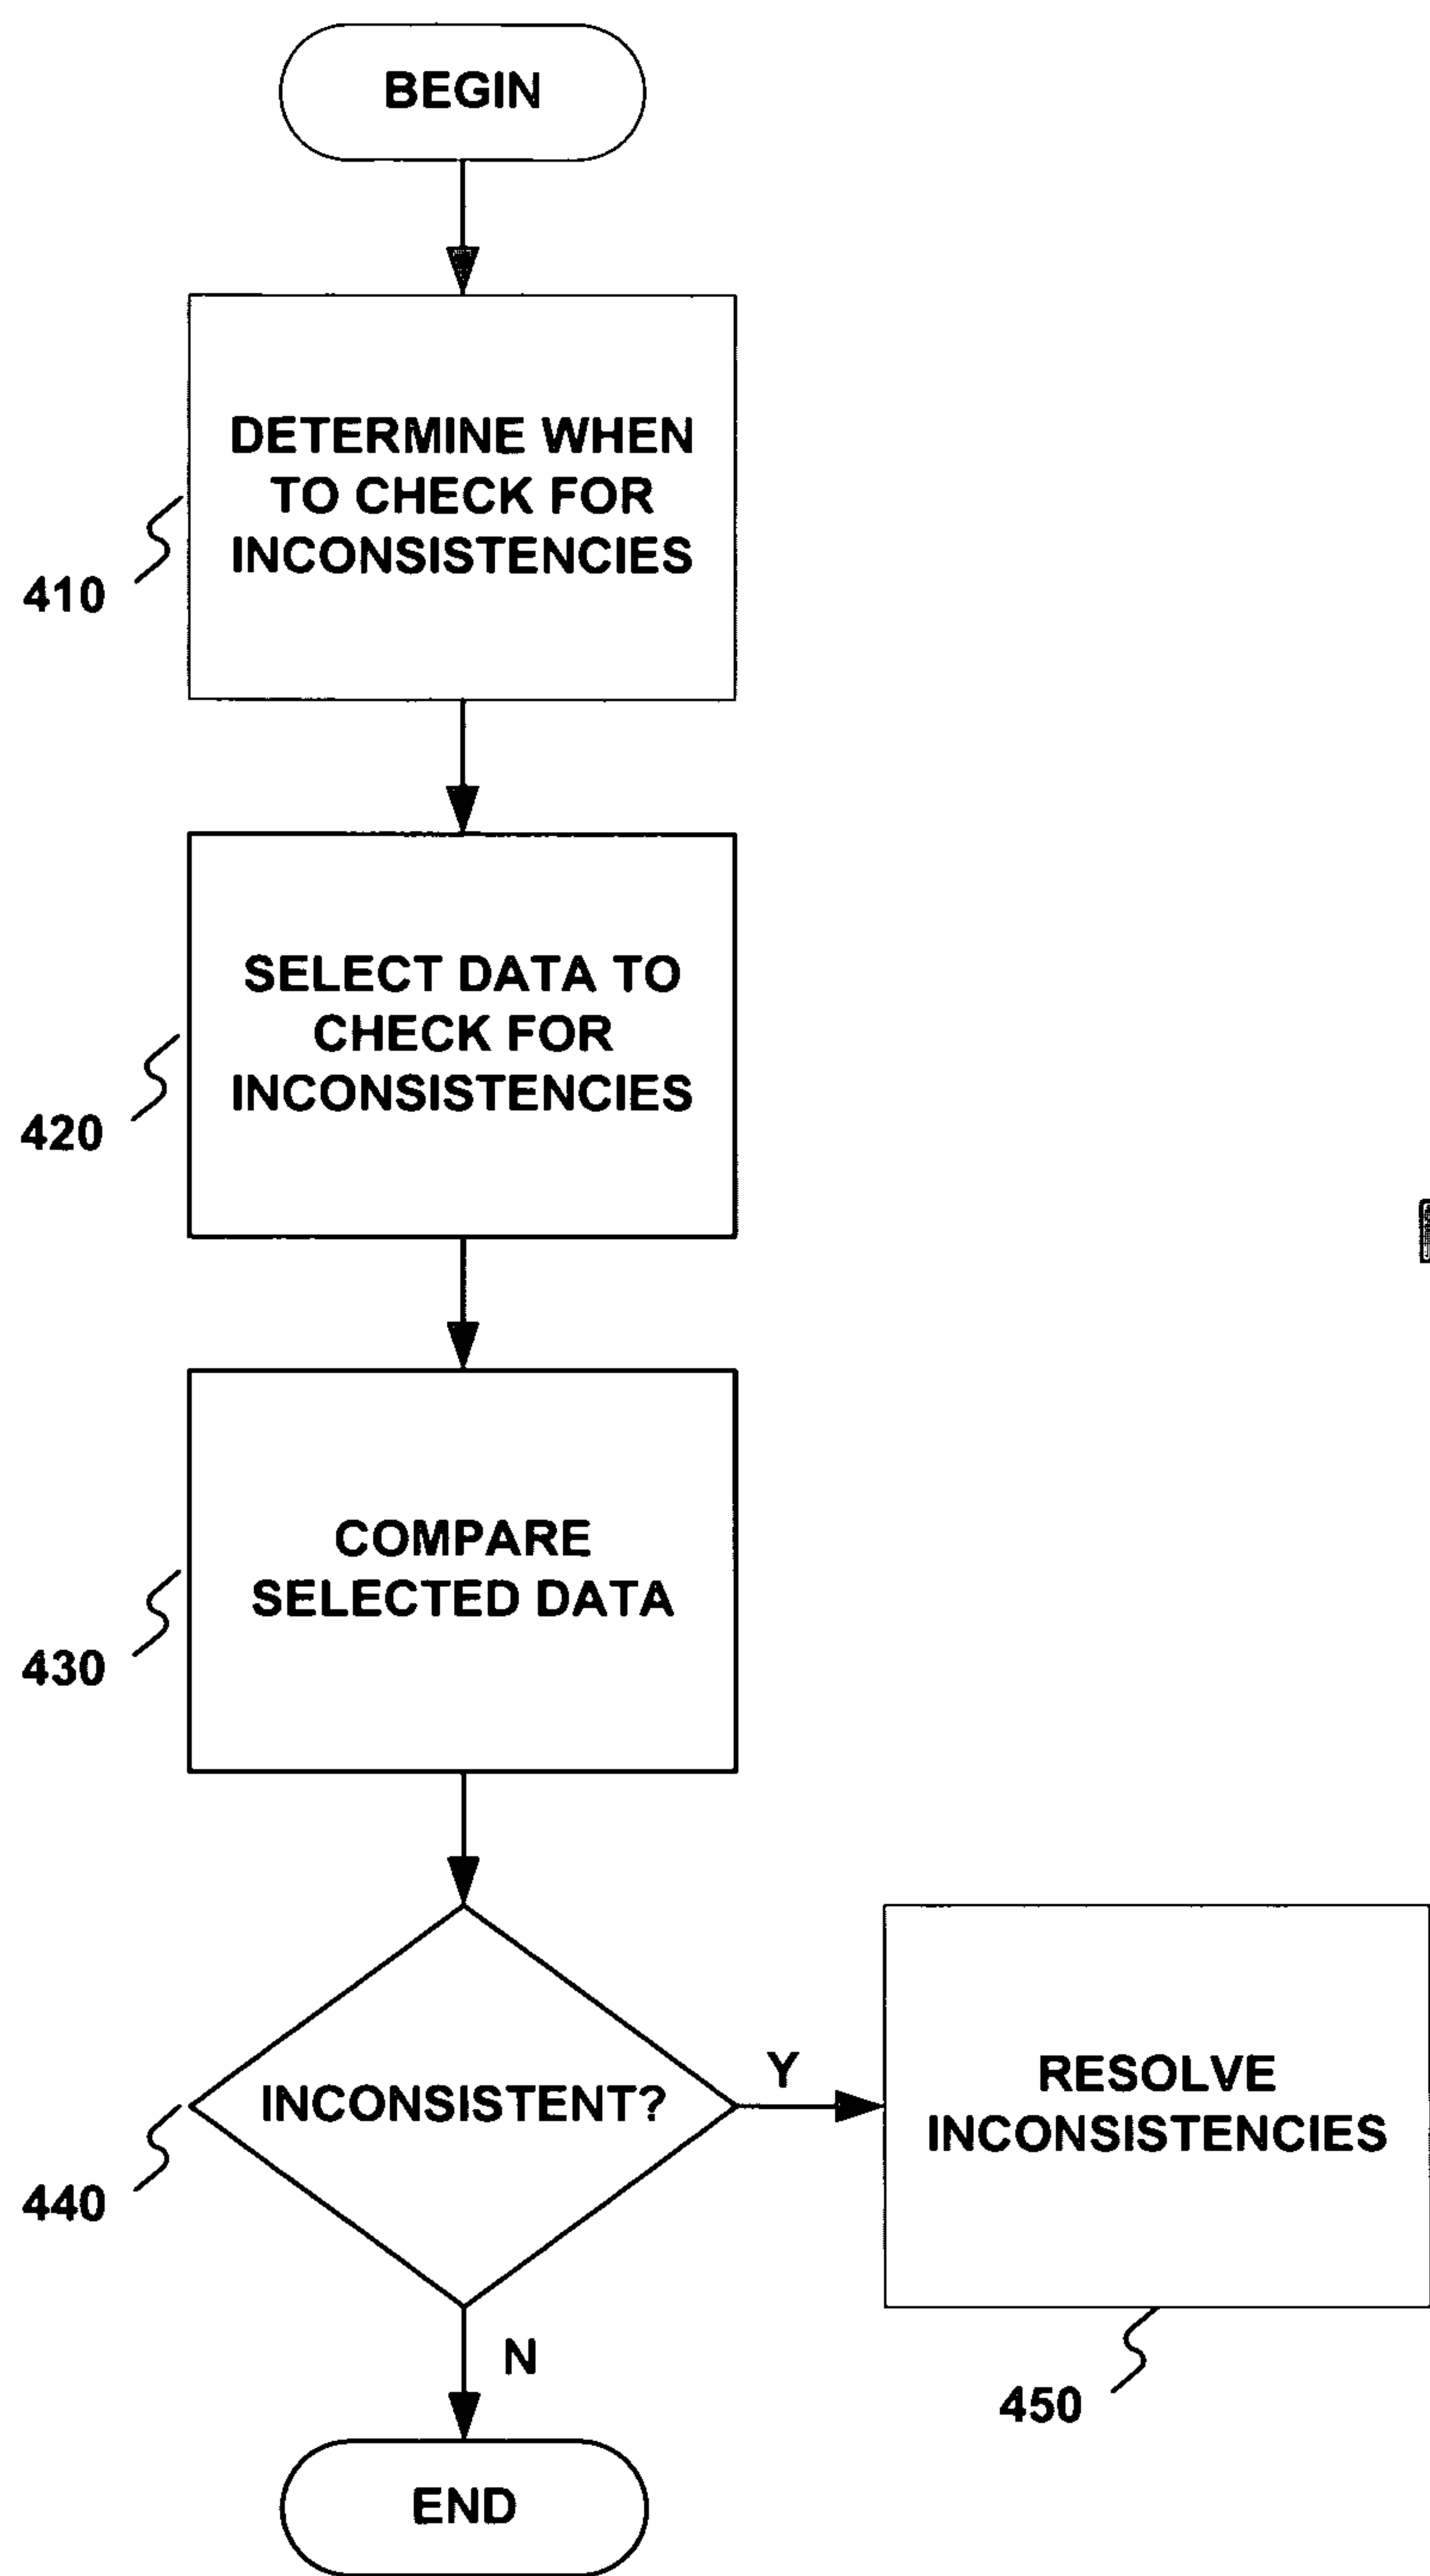 BEGIN
DETERMINE WHEN
TO CHECK FOR
INCONSISTENCIES
410
SELECT DATA TO
CHECK FOR
INCONSISTENCIES
420
COMPARE
SELECTED DATA
430
INCONSISTENT?
440
Y
RESOLVE
INCONSISTENCIES
450
N
END